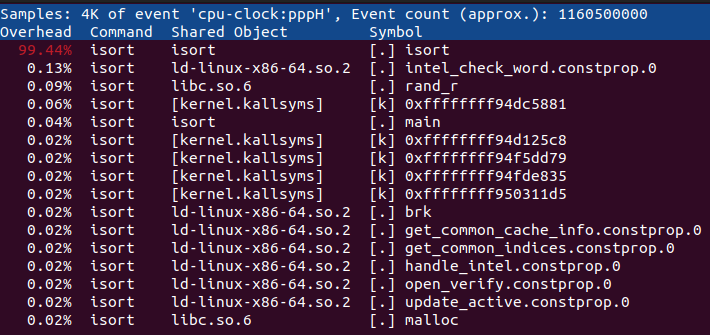 Samples: 4K of event 'cpu-clock:pppH', Event count (approx.): 1160500000
Overhead  Command  Shared Object         Symbol
  99.44%  isort    isort                 [.] isort
   0.13%  isort    ld-linux-x86-64.so.2  [.] intel_check_word.constprop.0
   0.09%  isort    libc.so.6             [.] rand_r
   0.06%  isort    [kernel.kallsyms]     [k] 0xffffffff94dc5881
   0.04%  isort    isort                 [.] main
   0.02%  isort    [kernel.kallsyms]     [k] 0xffffffff94d125c8
   0.02%  isort    [kernel.kallsyms]     [k] 0xffffffff94f5dd79
   0.02%  isort    [kernel.kallsyms]     [k] 0xffffffff94fde835
   0.02%  isort    [kernel.kallsyms]     [k] 0xffffffff950311d5
   0.02%  isort    ld-linux-x86-64.so.2  [.] brk
   0.02%  isort    ld-linux-x86-64.so.2  [.] get_common_cache_info.constprop.0
   0.02%  isort    ld-linux-x86-64.so.2  [.] get_common_indices.constprop.0
   0.02%  isort    ld-linux-x86-64.so.2  [.] handle_intel.constprop.0
   0.02%  isort    ld-linux-x86-64.so.2  [.] open_verify.constprop.0
   0.02%  isort    ld-linux-x86-64.so.2  [.] update_active.constprop.0
   0.02%  isort    libc.so.6             [.] malloc